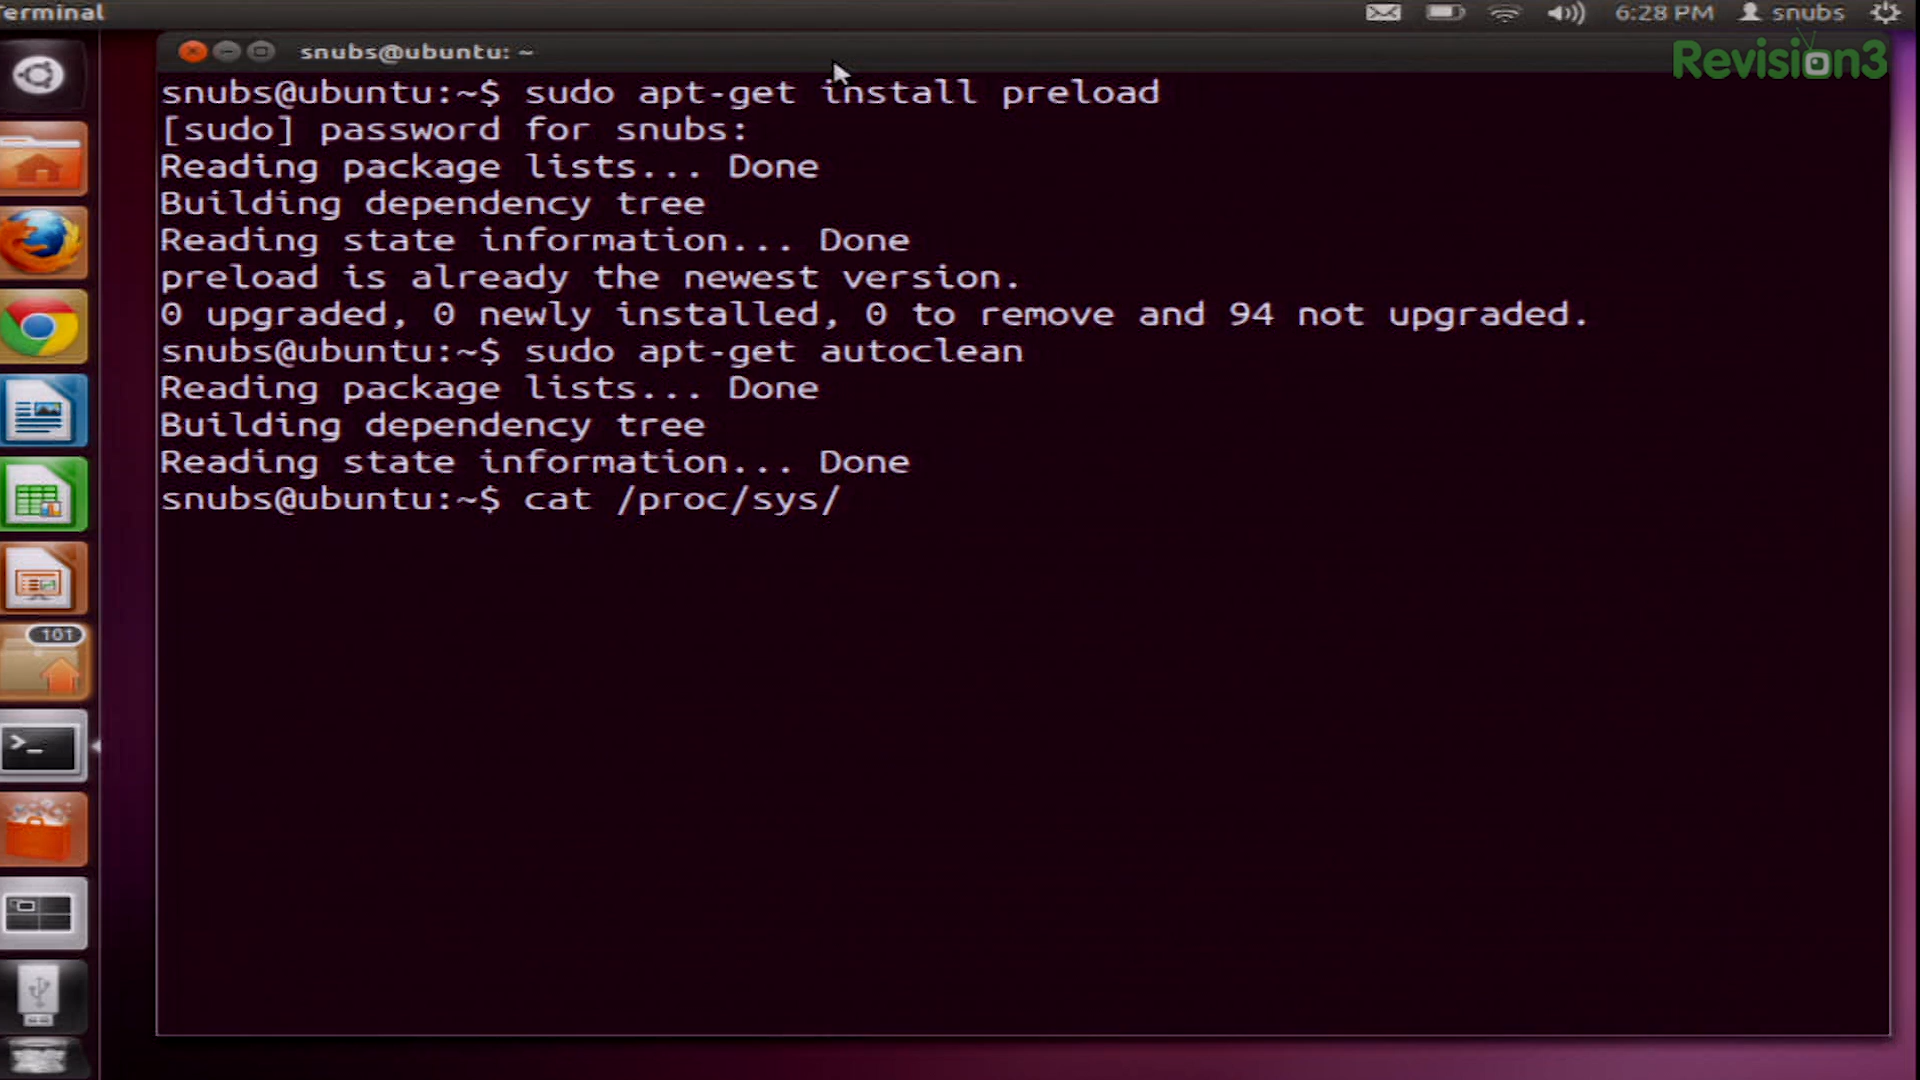 Terminal
6:28 PM snubs
snubs@ubuntu: ~
Revision3
snubs@ubuntu:~$ sudo apt-get install preload
[sudo] password for snubs:
Reading package lists... Done
Building dependency tree
Reading state information... Done
preload is already the newest version.
0 upgraded, 0 newly installed, 0 to remove and 94 not upgraded.
snubs@ubuntu:~$ sudo apt-get autoclean
Reading package lists... Done
Building dependency tree
Reading state information... Done
snubs@ubuntu:~$ cat /proc/sys/
101